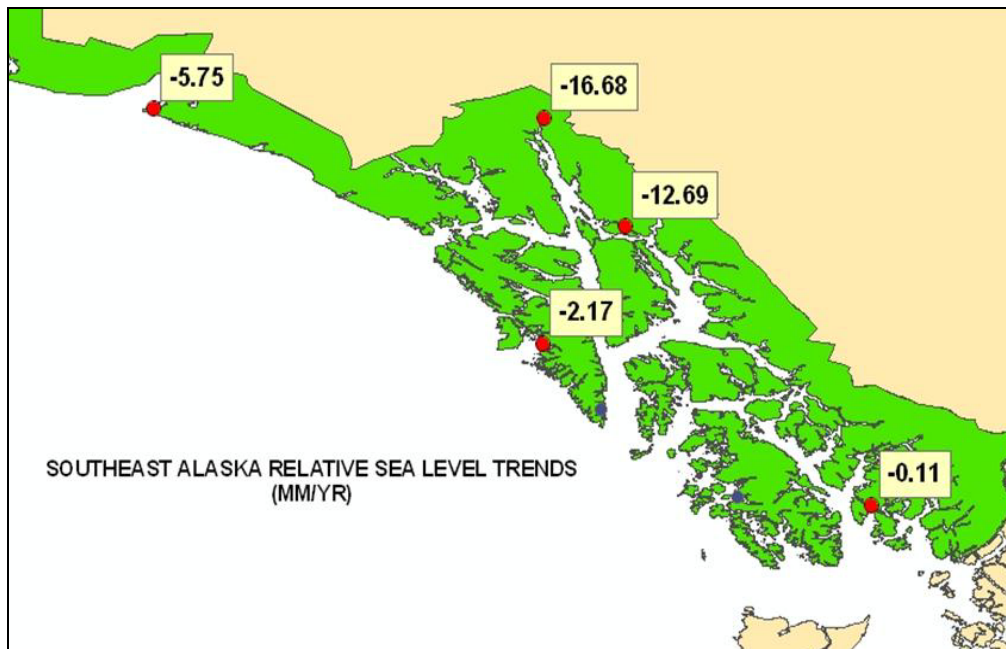 -5.75
-16.68
-12.69
-2.17
SOUTHEAST ALASKA RELATIVE SEA LEVEL TRENDS
(MM/YR)
-0.11